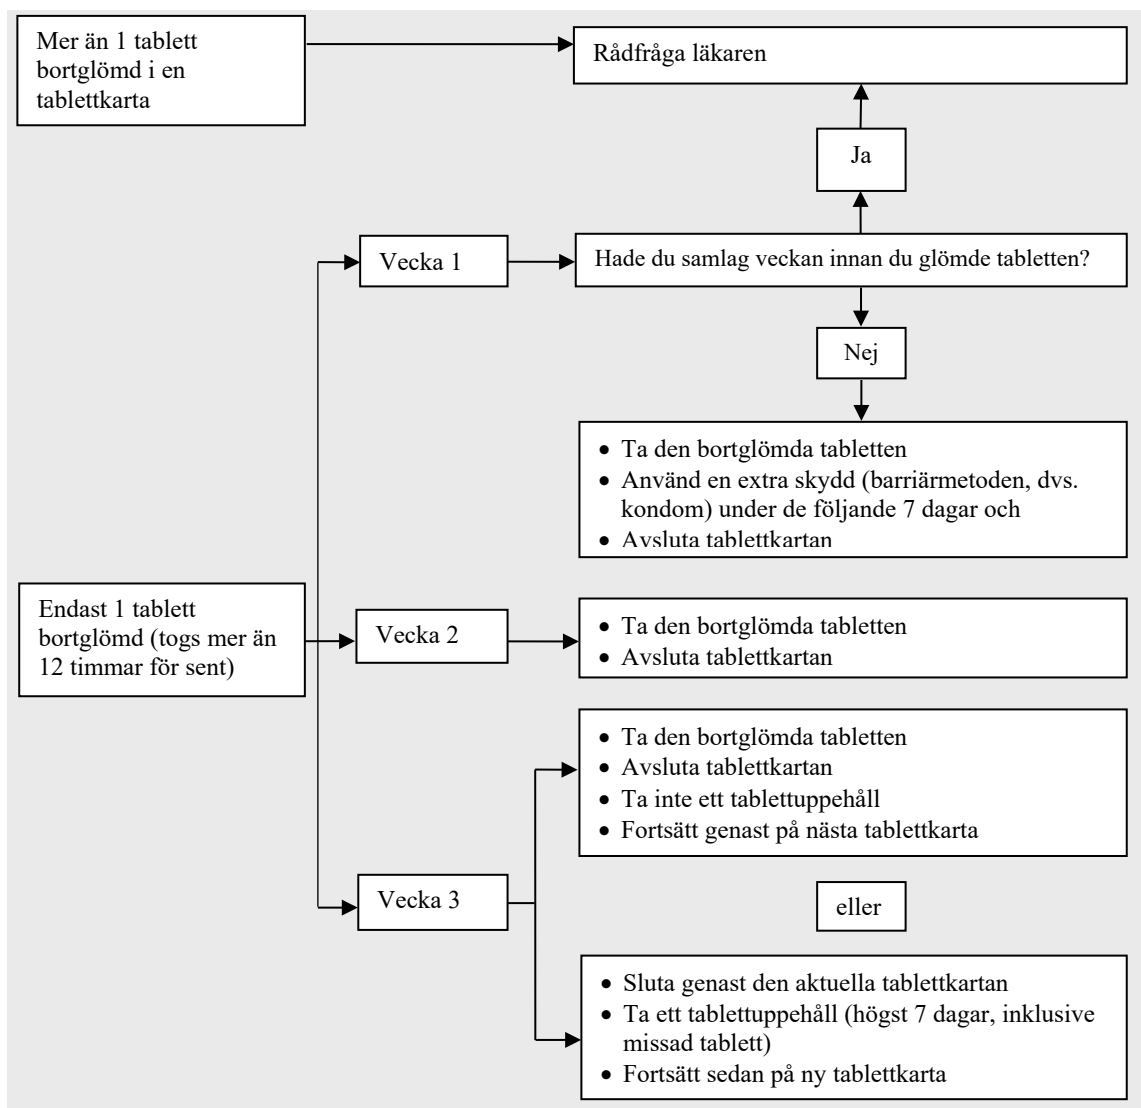 Mer än 1 tablett
bortglömd i en
tablettkarta
Rådfråga läkaren
Ja
Vecka 1
Hade du samlag veckan innan du glömde tabletten?
Nej
• Ta den bortglömda tabletten
• Använd en extra skydd (barriärmetoden, dvs.
kondom) under de följande 7 dagar och
• Avsluta tablettkartan
Endast 1 tablett
bortglömd (togs mer än
12 timmar för sent)
Vecka 2
• Ta den bortglömda tabletten
• Avsluta tablettkartan
• Ta den bortglömda tabletten
• Avsluta tablettkartan
• Ta inte ett tablettuppehåll
• Fortsätt genast på nästa tablettkarta
Vecka 3
eller
• Sluta genast den aktuella tablettkartan
• Ta ett tablettuppehåll (högst 7 dagar, inklusive
missad tablett)
• Fortsätt sedan på ny tablettkarta